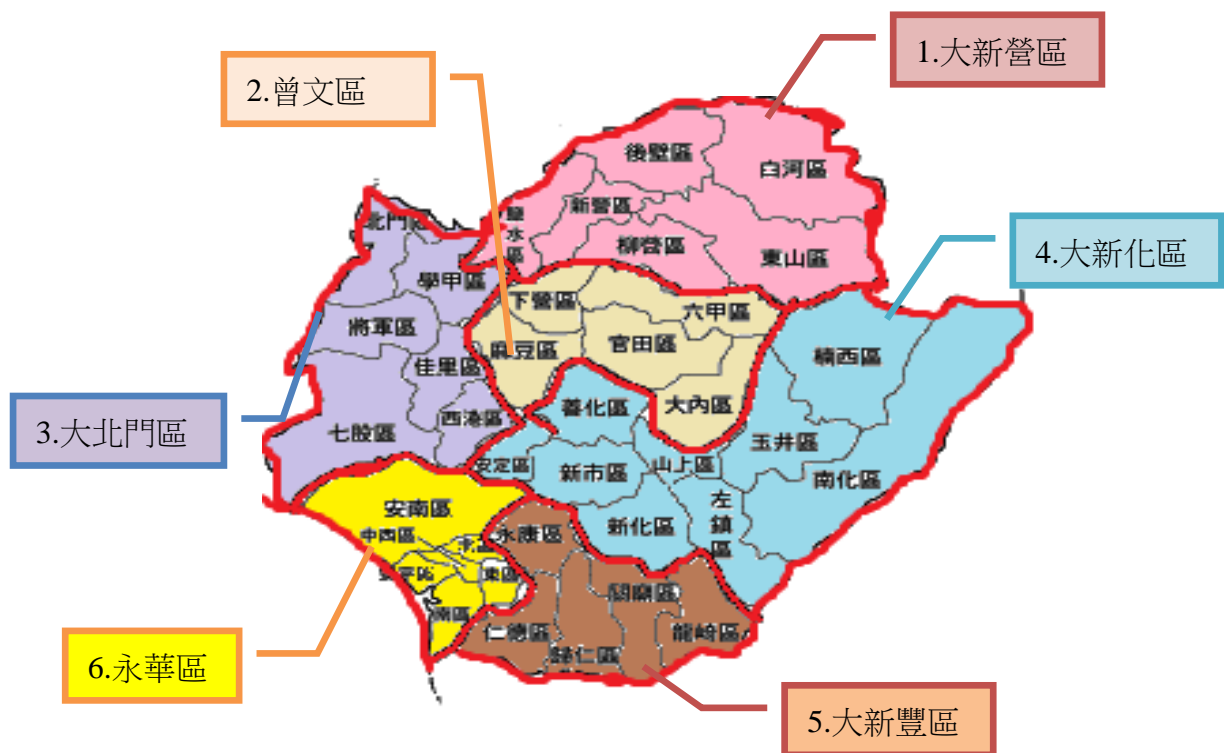 1.大新營區
2.曾文區
後壁區
白河區
新營區
鹽水區
柳營區
東山區
北門區
學甲區
4.大新化區
下營區
六甲區
將軍區
官田區
麻豆區
楠西區
佳里區
大內區
善化區
西港區
3.大北門區
七股區
玉井區
安定區
新市區
山上區
南化區
左鎮區
安南區
新化區
中西區
永康區
東區
關廟區
南區
仁德區
龍崎區
歸仁區
6.永華區
5.大新豐區